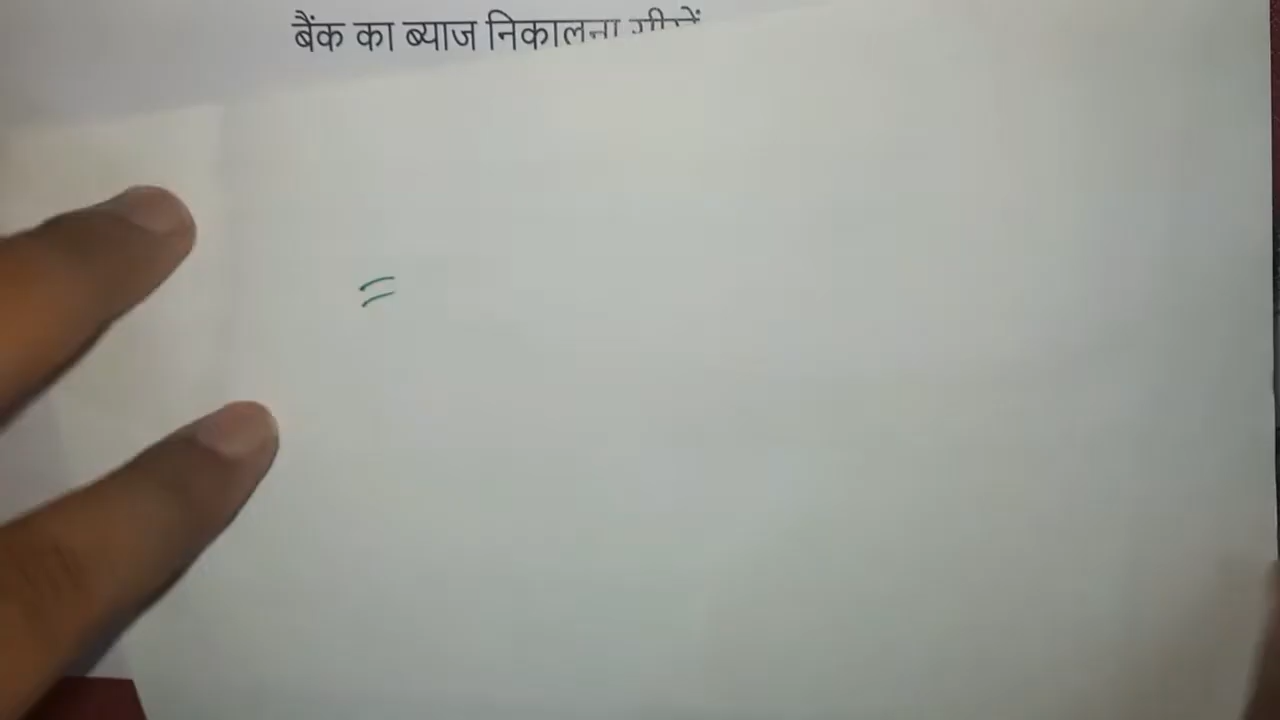 बैंक का ब्याज निकालना
=